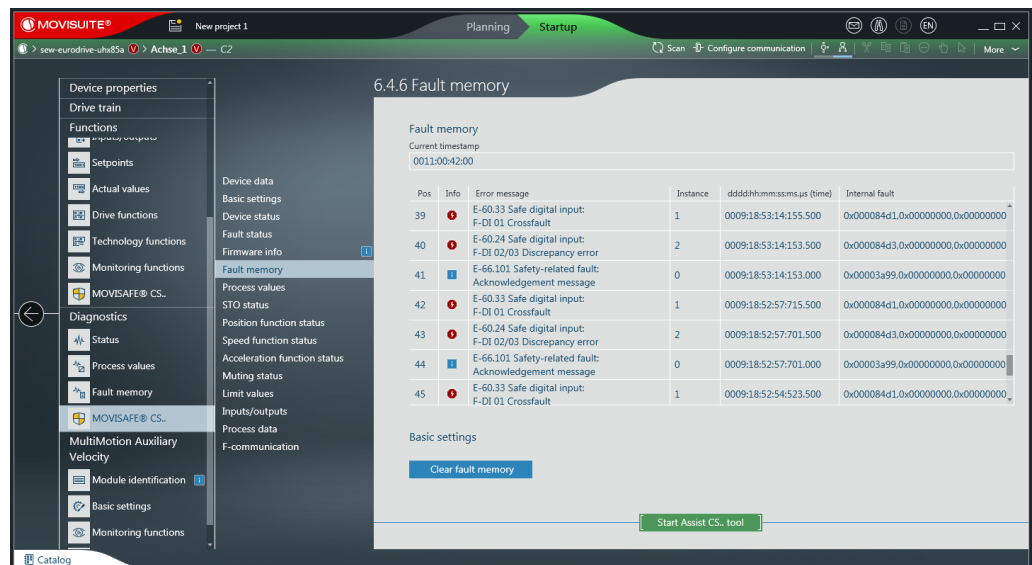 MOVISUITE®
New project 1
Planning
Startup
EN
sew-eurodrive-uhx85a V > Achse_1 V — C2
Scan
Configure communication
More
Device properties
Drive train
Functions
Inputs/outputs
Setpoints
Actual values
Drive functions
Technology functions
Monitoring functions
MOVISAFE® CS..
Diagnostics
Status
Process values
Fault memory
MOVISAFE® CS..
MultiMotion Auxiliary
Velocity
Module identification
Basic settings
Monitoring functions
Catalog
Device data
Basic settings
Device status
Fault status
Firmware info
Fault memory
Process values
STO status
Position function status
Speed function status
Acceleration function status
Muting status
Limit values
Inputs/outputs
Process data
F-communication
6.4.6 Fault memory
Fault memory
Current timestamp
0011:00:42:00
Pos Info Error message Instance dddd:hh:mm:ss:ms.µs (time) Internal fault
39 E-60.33 Safe digital input: 1 0009:18:53:14:155.500 0x000084d1,0x00000000,0x00000000
F-DI 01 Crossfault
40 E-60.24 Safe digital input: 2 0009:18:53:14:153.500 0x000084d3,0x00000000,0x00000000
F-DI 02/03 Discrepancy error
41 E-66.101 Safety-related fault: 0 0009:18:53:14:153.000 0x00003a99,0x00000000,0x00000000
Acknowledgement message
42 E-60.33 Safe digital input: 1 0009:18:52:57:715.500 0x000084d1,0x00000000,0x00000000
F-DI 01 Crossfault
43 E-60.24 Safe digital input: 2 0009:18:52:57:701.500 0x000084d3,0x00000000,0x00000000
F-DI 02/03 Discrepancy error
44 E-66.101 Safety-related fault: 0 0009:18:52:57:701.000 0x00003a99,0x00000000,0x00000000
Acknowledgement message
45 E-60.33 Safe digital input: 1 0009:18:52:54:523.500 0x000084d1,0x00000000,0x00000000
F-DI 01 Crossfault
Basic settings
Clear fault memory
Start Assist CS.. tool